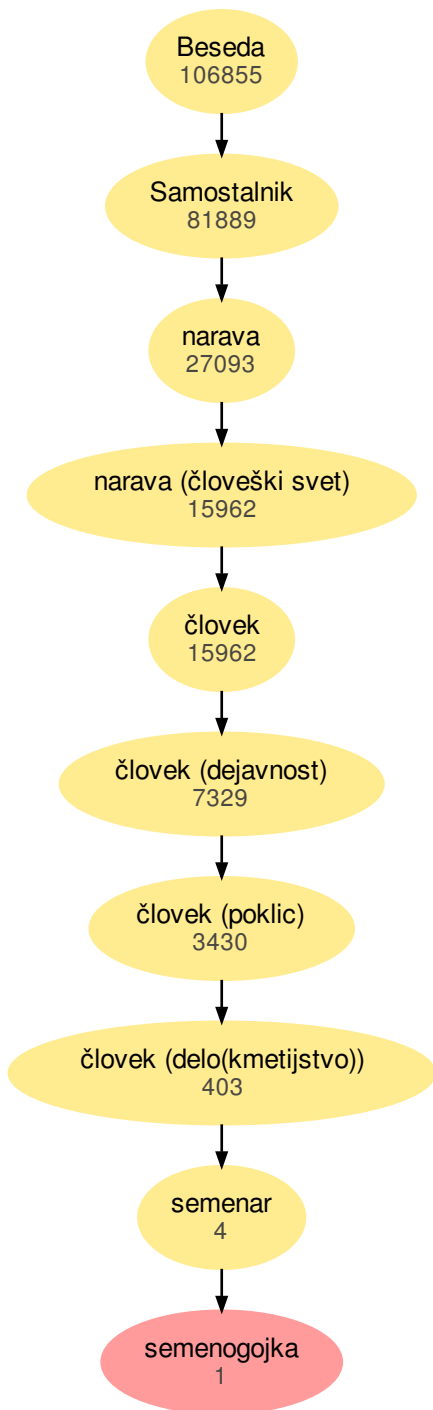 Beseda
106855
Samostalnik
81889
narava
27093
narava (človeški svet)
15962
človek
15962
človek (dejavnost)
7329
človek (poklic)
3430
človek (delo(kmetijstvo))
403
semenar
4
semenogojka
1